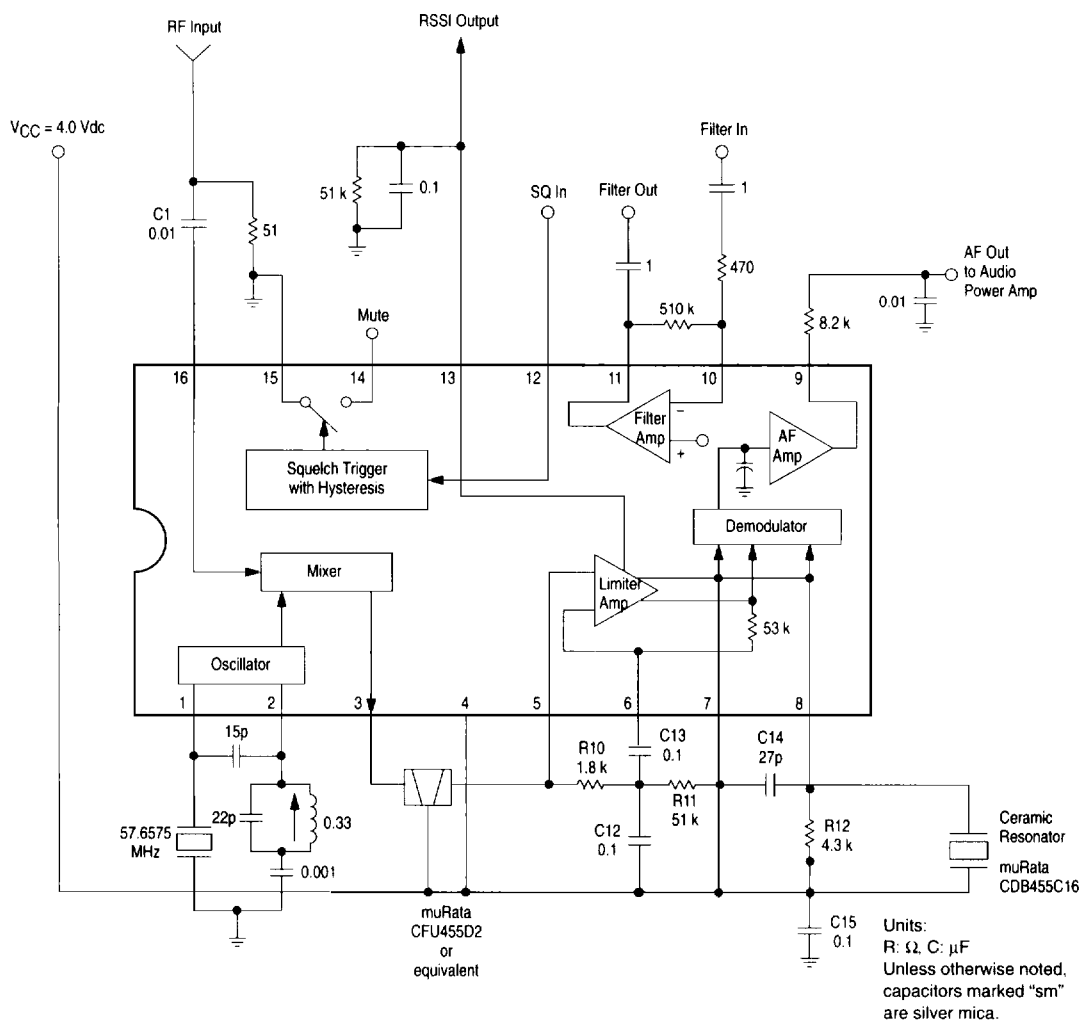 RF Input
RSSI Output
VCC = 4.0 Vdc
Filter In
51 k
0.1
SQ In
Filter Out
1
C1
0.01
51
1
470
AF Out
to Audio
Power Amp
0.01
Mute
510 k
8.2 k
16
15
14
13
12
11
10
9
Filter
Amp
−
+
AF
Amp
Squelch Trigger
with Hysteresis
Demodulator
Mixer
Limiter
Amp
53 k
Oscillator
1
2
3
4
5
6
7
8
15p
C13
0.1
C14
27p
R10
1.8 k
R11
51 k
22p
0.33
57.6575
MHz
C12
0.1
R12
4.3 k
Ceramic
Resonator
muRata
CDB455C16
0.001
muRata
CFU455D2
or
equivalent
C15
0.1
Units:
R: Ω, C: µF
Unless otherwise noted,
capacitors marked “sm”
are silver mica.